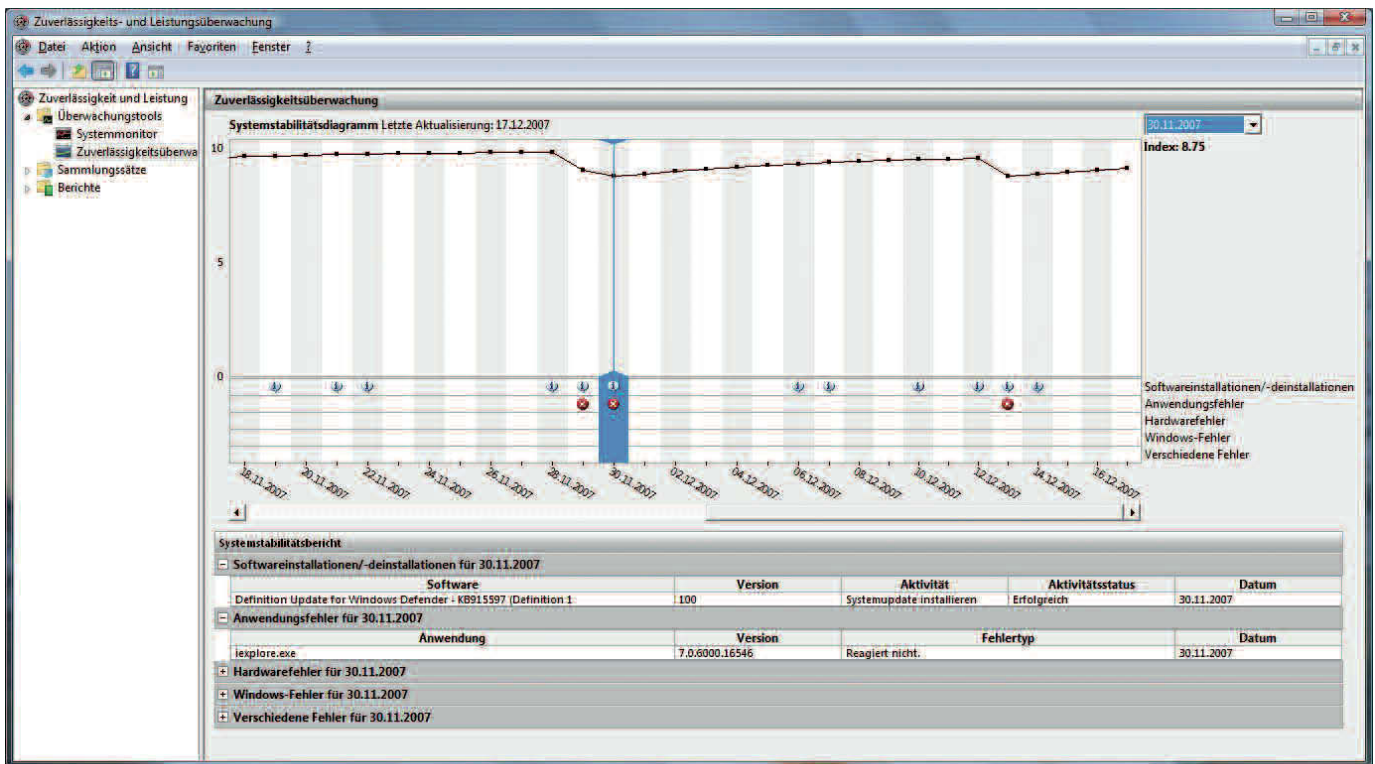 Zuverlässigkeits- und Leistungsüberwachung
Datei Aktion Ansicht Favoriten Fenster ?
Zuverlässigkeit und Leistung
Überwachungstools
Systemmonitor
Zuverlässigkeitsüberwa
Sammlungssätze
Berichte
Zuverlässigkeitsüberwachung
Systemstabilitätsdiagramm Letzte Aktualisierung: 17.12.2007
30.11.2007
Index: 8.75
10
5
0
Softwareinstallationen/-deinstallationen
Anwendungsfehler
Hardwarefehler
Windows-Fehler
Verschiedene Fehler
18.11.2007 20.11.2007 22.11.2007 24.11.2007 26.11.2007 28.11.2007 30.11.2007 02.12.2007 04.12.2007 06.12.2007 08.12.2007 10.12.2007 12.12.2007 14.12.2007 16.12.2007
Systemstabilitätsbericht
Softwareinstallationen/-deinstallationen für 30.11.2007
Software Version Aktivität Aktivitätsstatus Datum
Definition Update for Windows Defender - KB915597 (Definition 1 100 Systemupdate installieren Erfolgreich 30.11.2007
Anwendungsfehler für 30.11.2007
Anwendung Version Fehlertyp Datum
iexplore.exe 7.0.6000.16546 Reagiert nicht. 30.11.2007
Hardwarefehler für 30.11.2007
Windows-Fehler für 30.11.2007
Verschiedene Fehler für 30.11.2007